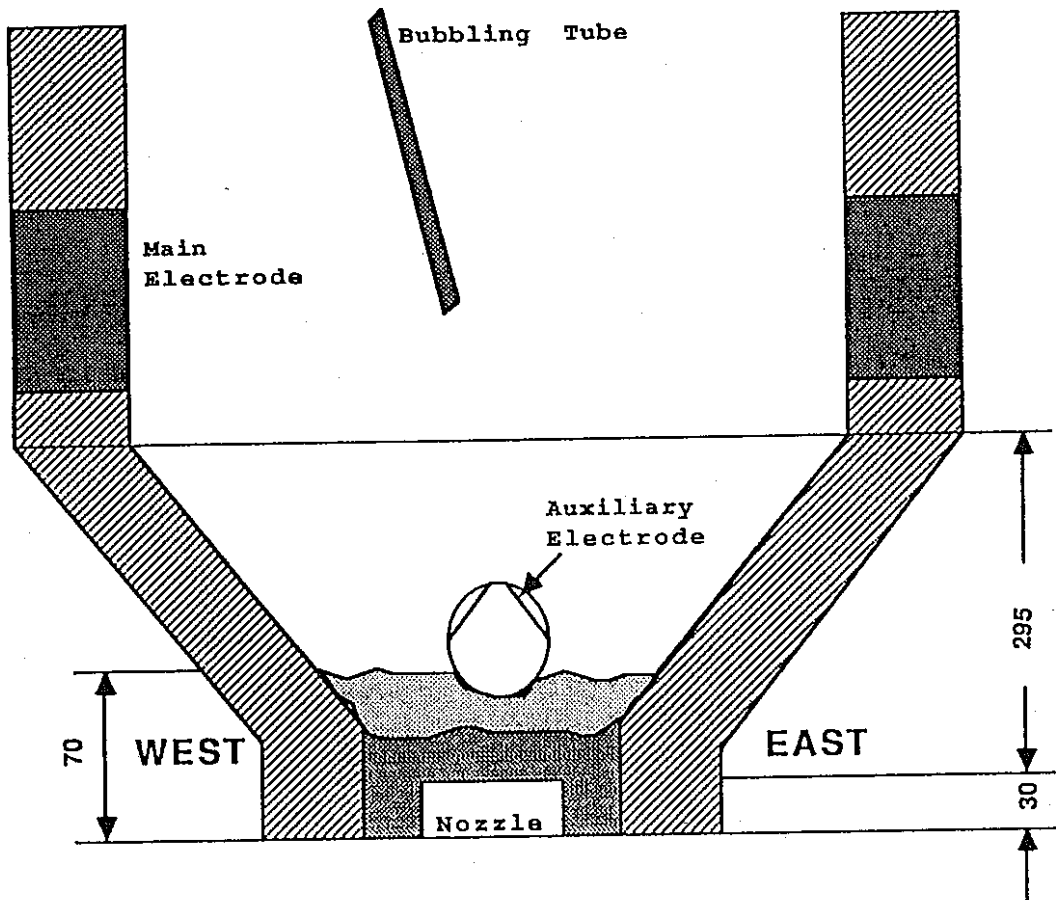 Bubbling Tube
Main
Electrode
Auxiliary
Electrode
295
70
WEST
EAST
30
Nozzle